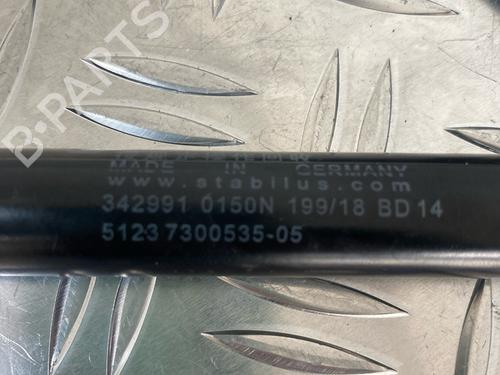 B-PARTS
MADE IN GERMANY
www.stabilus.com
342991 0150N 199/18 BD14
5123 7300535-05